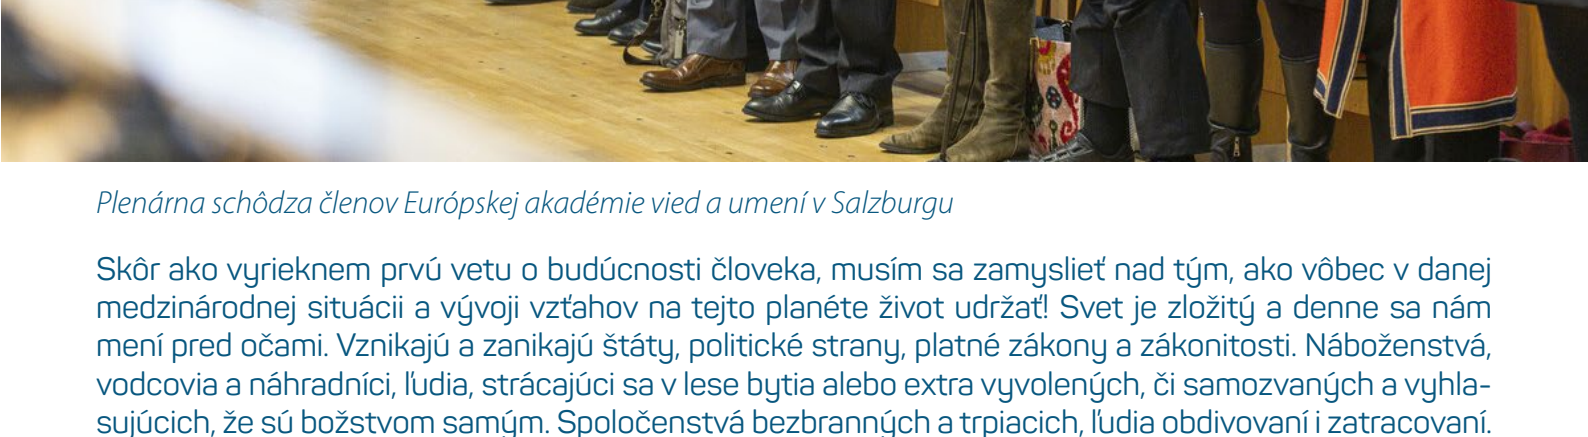 Plenárna schôdza členov Európskej akadémie vied a umení v Salzburgu
Skôr ako vyrieknem prvú vetu o budúcnosti človeka, musím sa zamyslieť nad tým, ako vôbec v danej
medzinárodnej situácii a vývoji vzťahov na tejto planéte život udržať! Svet je zložitý a denne sa nám
mení pred očami. Vznikajú a zanikajú štáty, politické strany, platné zákony a zákonitosti. Náboženstvá,
vodcovia a náhradníci, ľudia, strácajúci sa v lese bytia alebo extra vyvolených, či samozvaných a vyhla-
sujúcich, že sú božstvom samým. Spoločenstvá bezbranných a trpiacich, ľudia obdivovaní i zatracovaní.